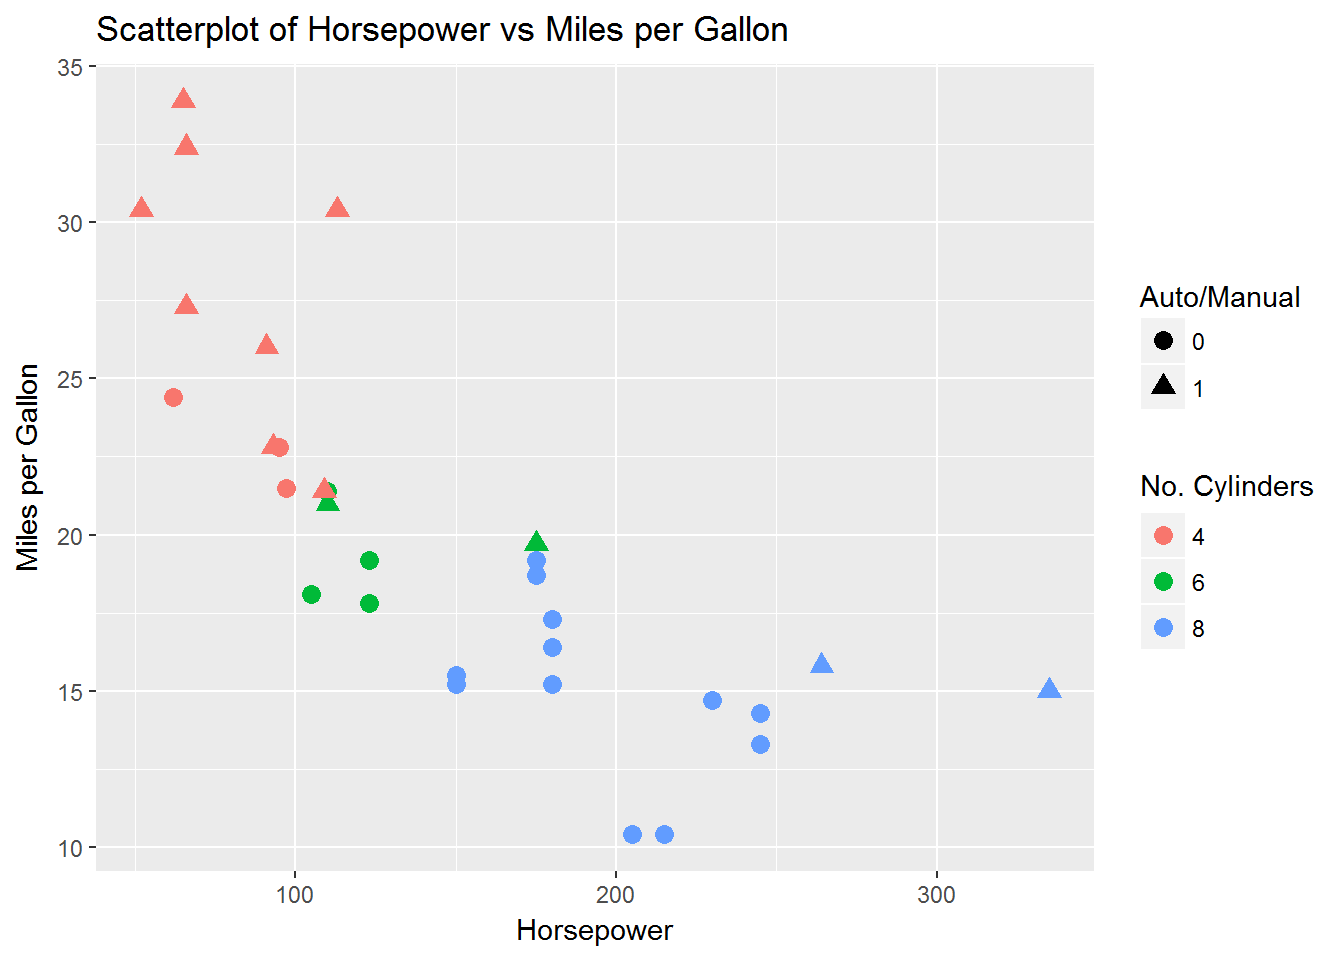 Scatterplot of Horsepower vs Miles per Gallon
35
30
25
20
15
10
Miles per Gallon
100 200 300
Horsepower
Auto/Manual
0
1
No. Cylinders
4
6
8